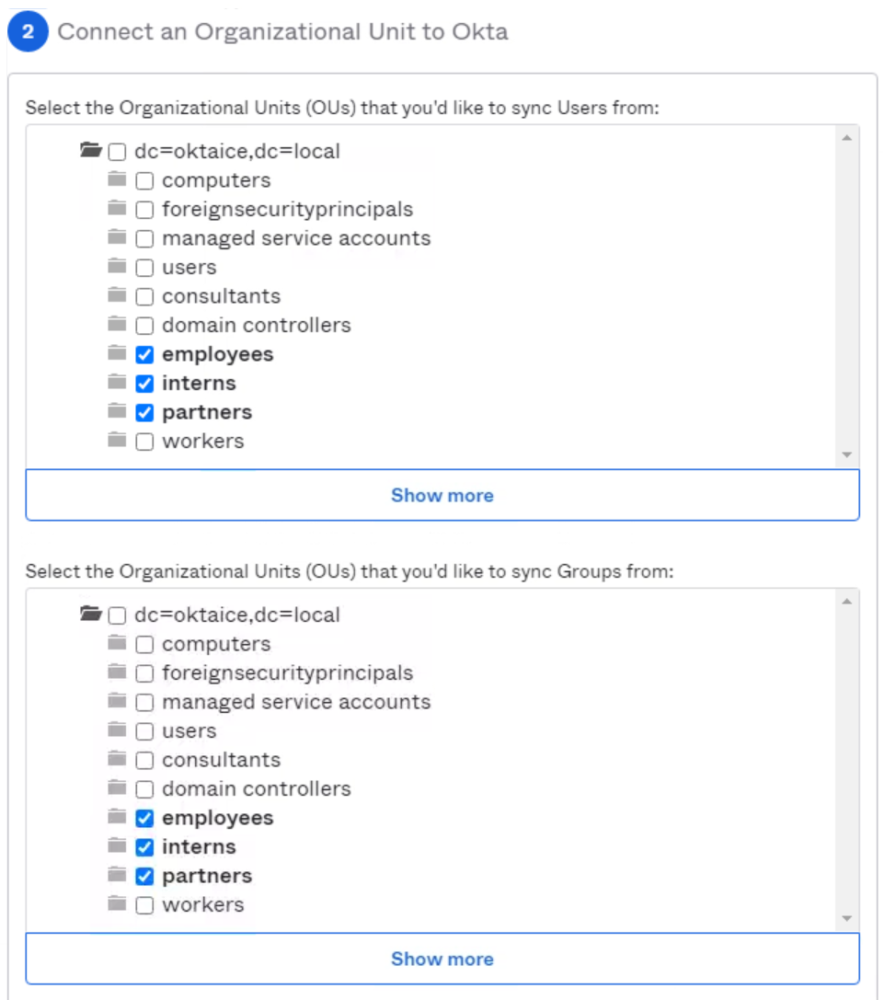 2 Connect an Organizational Unit to Okta
Select the Organizational Units (OUs) that you'd like to sync Users from:
dc=oktaice,dc=local
computers
foreignsecurityprincipals
managed service accounts
users
consultants
domain controllers
employees
interns
partners
workers
Show more
Select the Organizational Units (OUs) that you'd like to sync Groups from:
dc=oktaice,dc=local
computers
foreignsecurityprincipals
managed service accounts
users
consultants
domain controllers
employees
interns
partners
workers
Show more